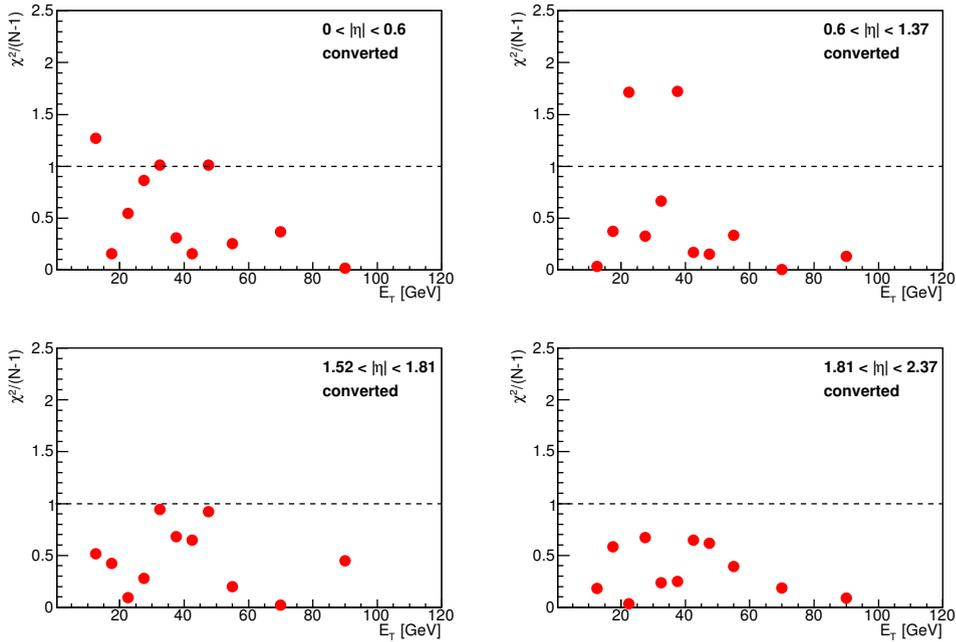 χ²/(N-1)
2.5
2
1.5
1
0.5
0
0 < |η| < 0.6
converted
20 40 60 80 100 120
E_T [GeV]
χ²/(N-1)
2.5
2
1.5
1
0.5
0
0.6 < |η| < 1.37
converted
20 40 60 80 100 120
E_T [GeV]
χ²/(N-1)
2.5
2
1.5
1
0.5
0
1.52 < |η| < 1.81
converted
20 40 60 80 100 120
E_T [GeV]
χ²/(N-1)
2.5
2
1.5
1
0.5
0
1.81 < |η| < 2.37
converted
20 40 60 80 100 120
E_T [GeV]